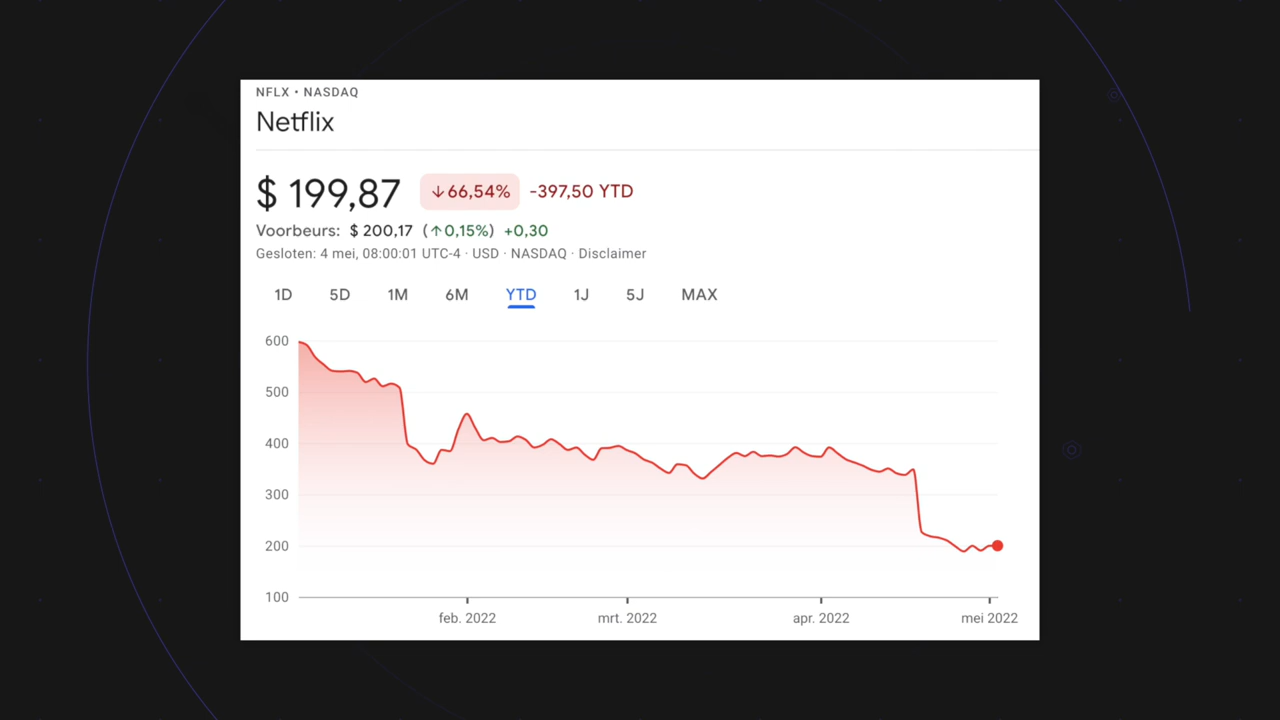 NFLX • NASDAQ
Netflix
$ 199,87 ↓66,54% -397,50 YTD
Voorbeurs: $ 200,17 (↑0,15%) +0,30
Gesloten: 4 mei, 08:00:01 UTC-4 · USD · NASDAQ · Disclaimer
1D 5D 1M 6M YTD 1J 5J MAX
600
500
400
300
200
100
feb. 2022 mrt. 2022 apr. 2022 mei 2022